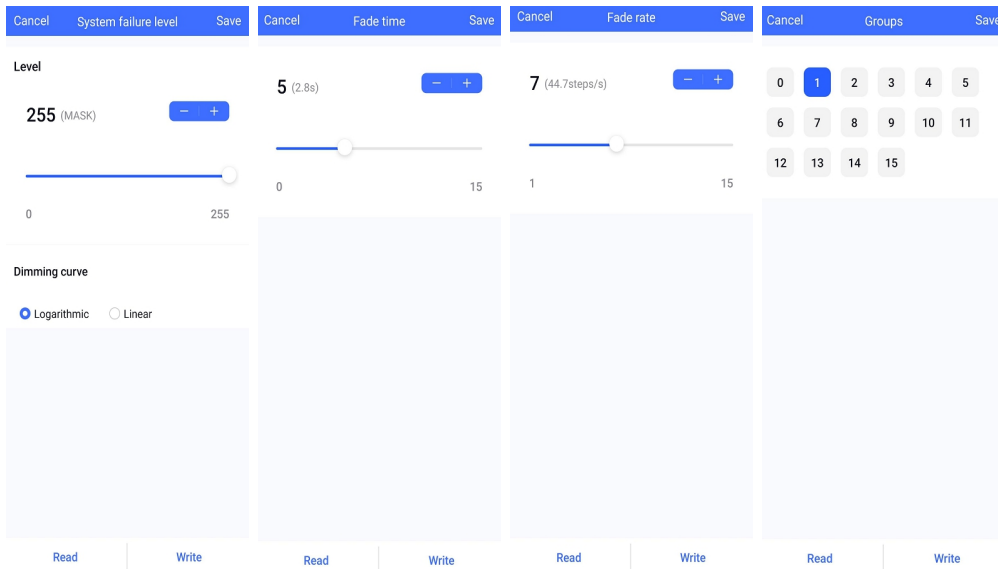 Cancel System failure level Save
Level
255 (MASK) − +
0 255
Dimming curve
Logarithmic Linear
Read Write
Cancel Fade time Save
5 (2.8s) − +
0 15
Read Write
Cancel Fade rate Save
7 (44.7steps/s) − +
1 15
Read Write
Cancel Groups Save
0 1 2 3 4 5
6 7 8 9 10 11
12 13 14 15
Read Write